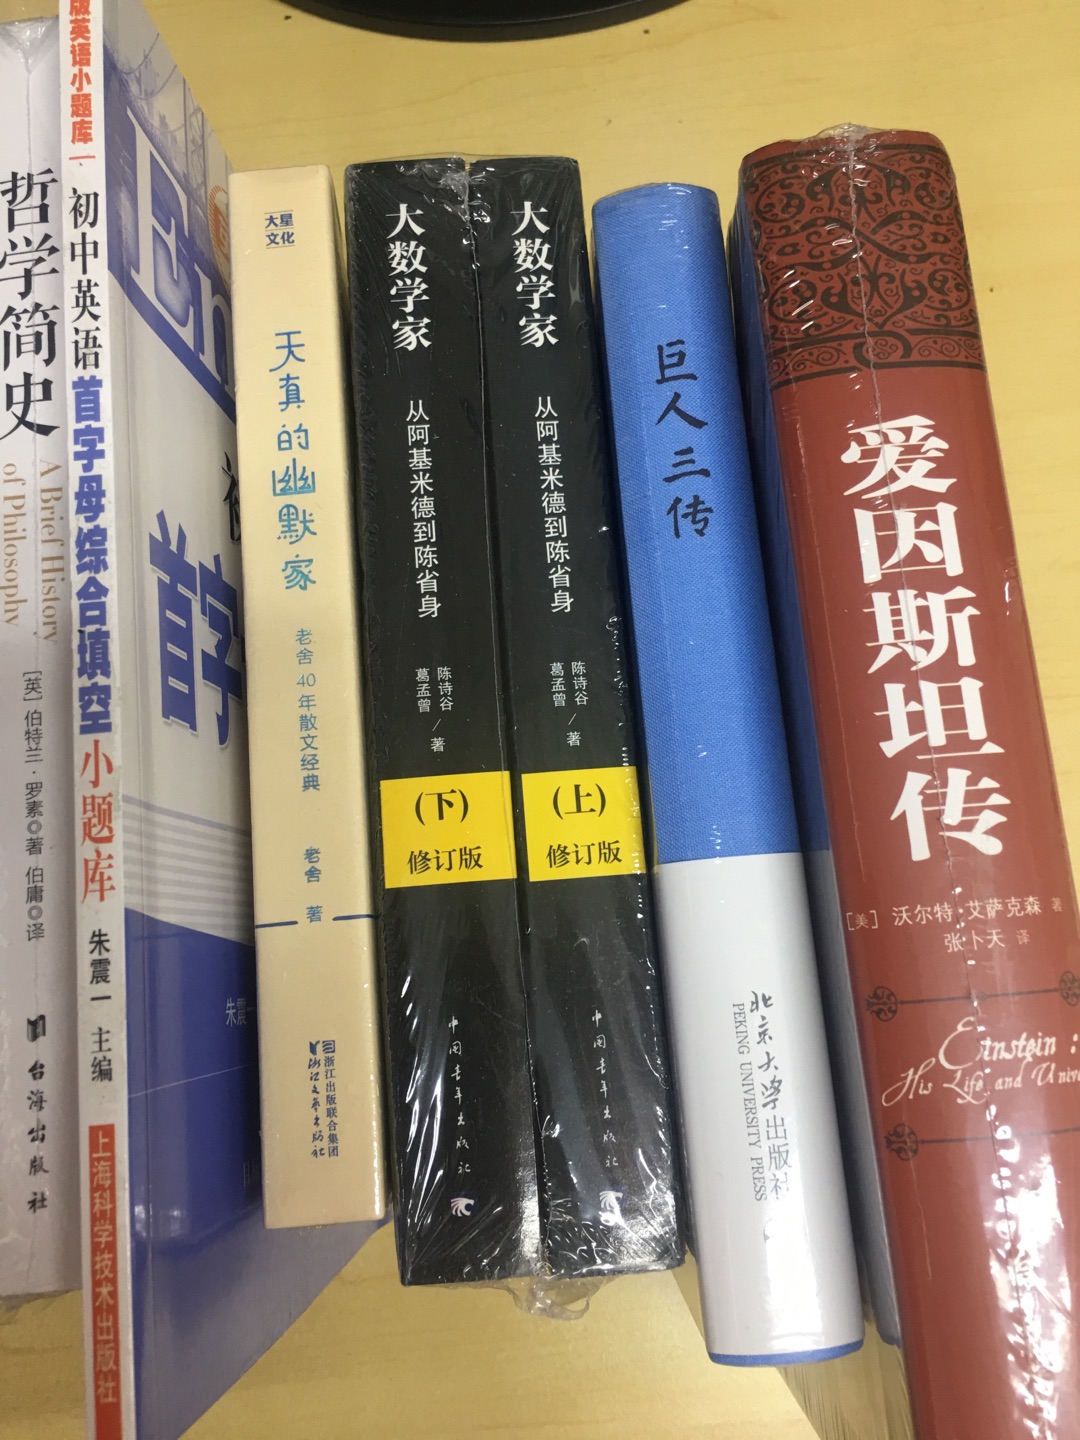 哲学简史
A Brief History
of Philosophy
[英]伯特兰·罗素◎著 伯庸◎译
台海出版社
版英语小题库
初中英语首字母综合填空小题库
朱震一 主编
上海科学技术出版社
En
首字
朱震一
大星
文化
天真的幽默家
老舍40年散文经典
老舍 著
浙江出版联合集团
浙江文艺出版社
大数学家
从阿基米德到陈省身
陈诗谷
葛孟曾/著
(下)
修订版
中国青年出版社
大数学家
从阿基米德到陈省身
陈诗谷
葛孟曾/著
(上)
修订版
中国青年出版社
巨人三传
北京大学出版社
PEKING UNIVERSITY PRESS
爱因斯坦传
[美] 沃尔特·艾萨克森 著
张卜天 译
Einstein:
His Life and Unive